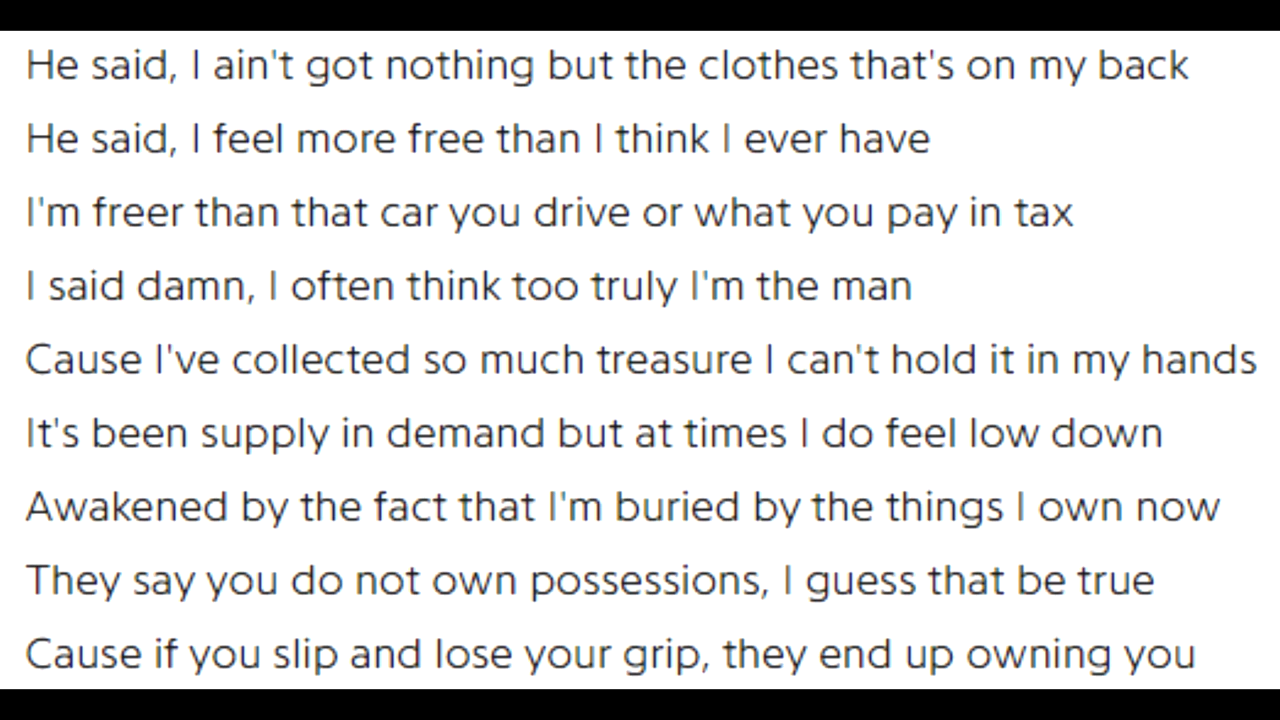 He said, I ain't got nothing but the clothes that's on my back
He said, I feel more free than I think I ever have
I'm freer than that car you drive or what you pay in tax
I said damn, I often think too truly I'm the man
Cause I've collected so much treasure I can't hold it in my hands
It's been supply in demand but at times I do feel low down
Awakened by the fact that I'm buried by the things I own now
They say you do not own possessions, I guess that be true
Cause if you slip and lose your grip, they end up owning you